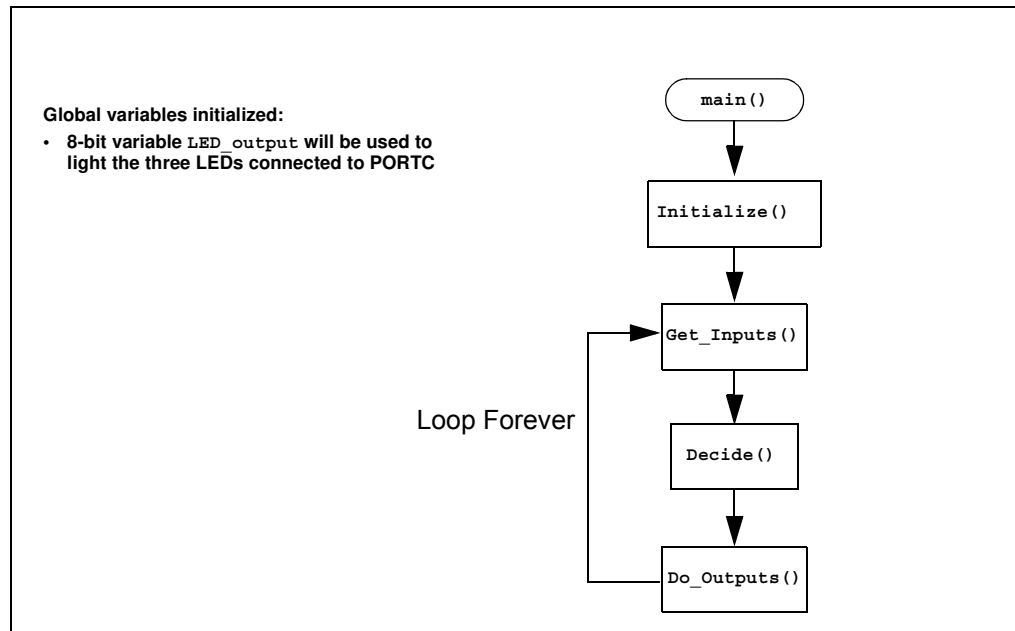 Global variables initialized:
• 8-bit variable LED_output will be used to
light the three LEDs connected to PORTC
main()
Initialize()
Get_Inputs()
Loop Forever
Decide()
Do_Outputs()